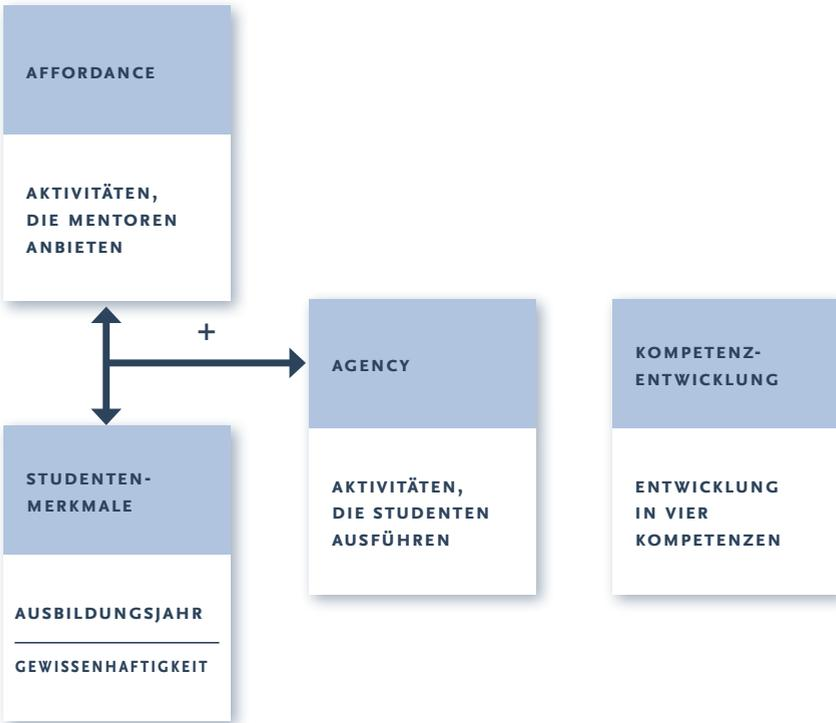 AFFORDANCE
AKTIVITÄTEN,
DIE MENTOREN
ANBIETEN
+
STUDENTEN-
MERKMALE
AUSBILDUNGSJAHR
GEWISSENHAFTIGKEIT
AGENCY
AKTIVITÄTEN,
DIE STUDENTEN
AUSFÜHREN
KOMPETENZ-
ENTWICKLUNG
ENTWICKLUNG
IN VIER
KOMPETENZEN